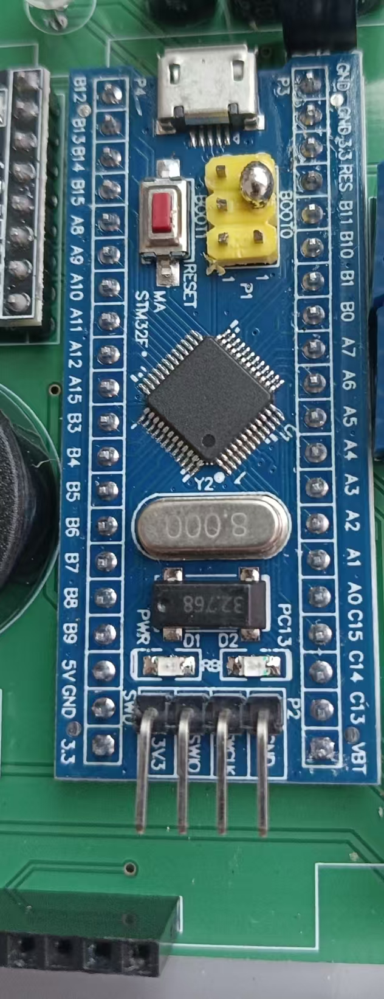 P4
P3
B12
B13
B14
B15
A8
A9
A10
A11
A12
A15
B3
B4
B5
B6
B7
B8
B9
5V
GND
3.3
GND
GND
3.3
RES
B11
B10
B1
B0
A7
A6
A5
A4
A3
A2
A1
A0
C15
C14
C13
VBT
BOOT1
BOOT0
RESET
1
1
P1
MA
STM32F
Y2
8.000
32.768
PWR
PC13
D1
D2
R8
P2
3V3
SWIO